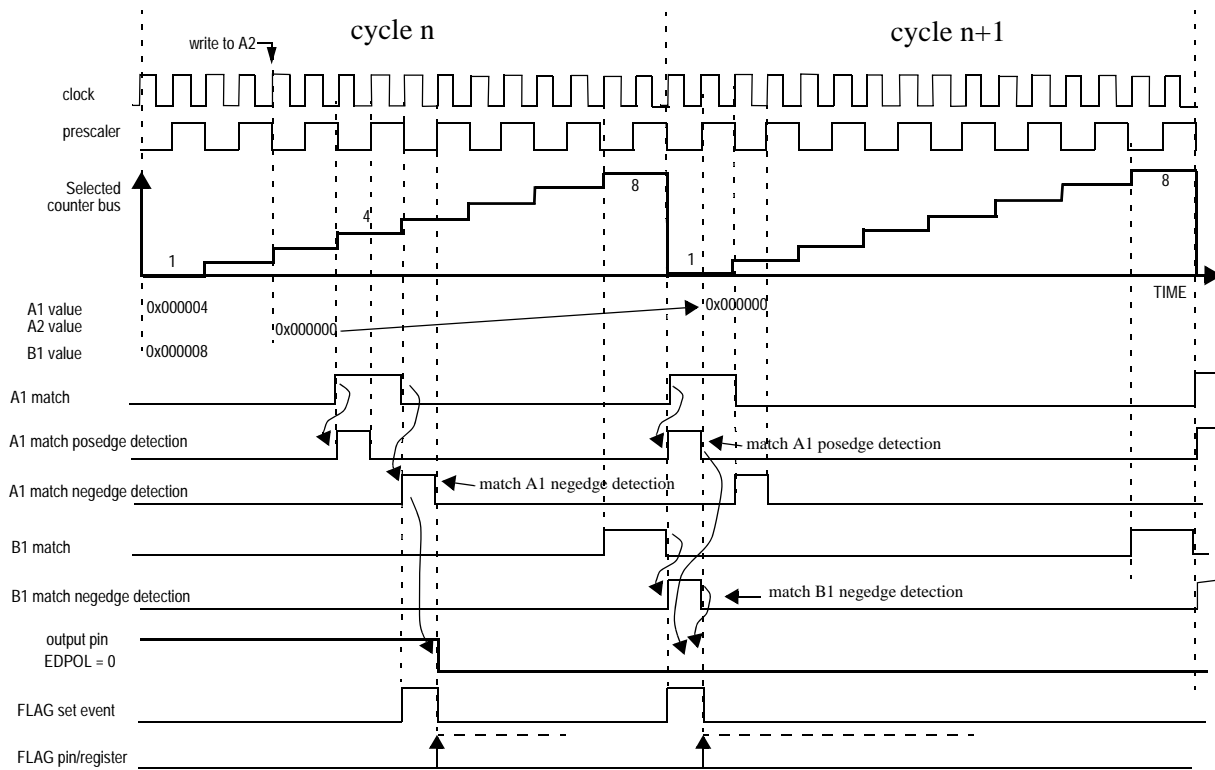 cycle n
cycle n+1
write to A2
clock
prescaler
Selected
counter bus
1
4
8
1
8
TIME
A1 value
0x000004
0x000000
A2 value
0x000000
B1 value
0x000008
A1 match
A1 match posedge detection
match A1 posedge detection
A1 match negedge detection
match A1 negedge detection
B1 match
B1 match negedge detection
match B1 negedge detection
output pin
EDPOL = 0
FLAG set event
FLAG pin/register